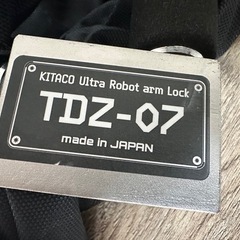 KITACO Ultra Robot arm Lock
TDZ-07
made in JAPAN